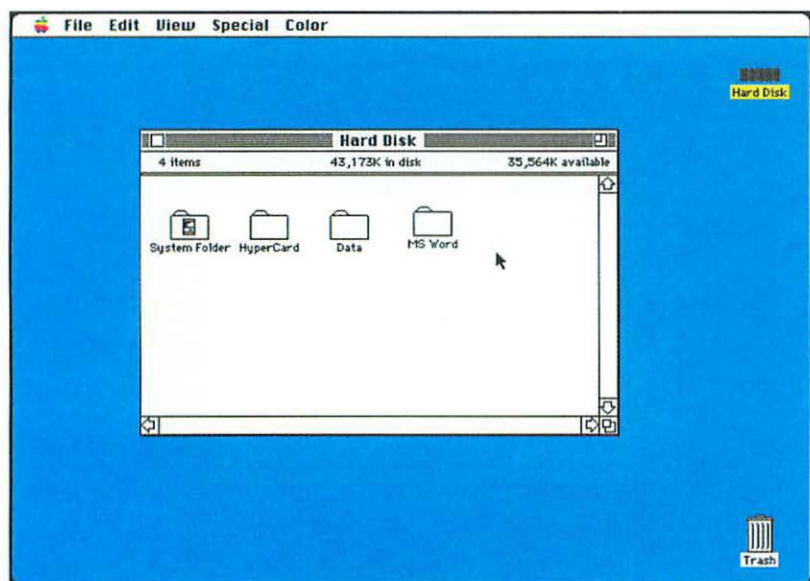 File Edit View Special Color
Hard Disk
Hard Disk
4 items 43,173K in disk 35,564K available
System Folder HyperCard Data MS Word
Trash